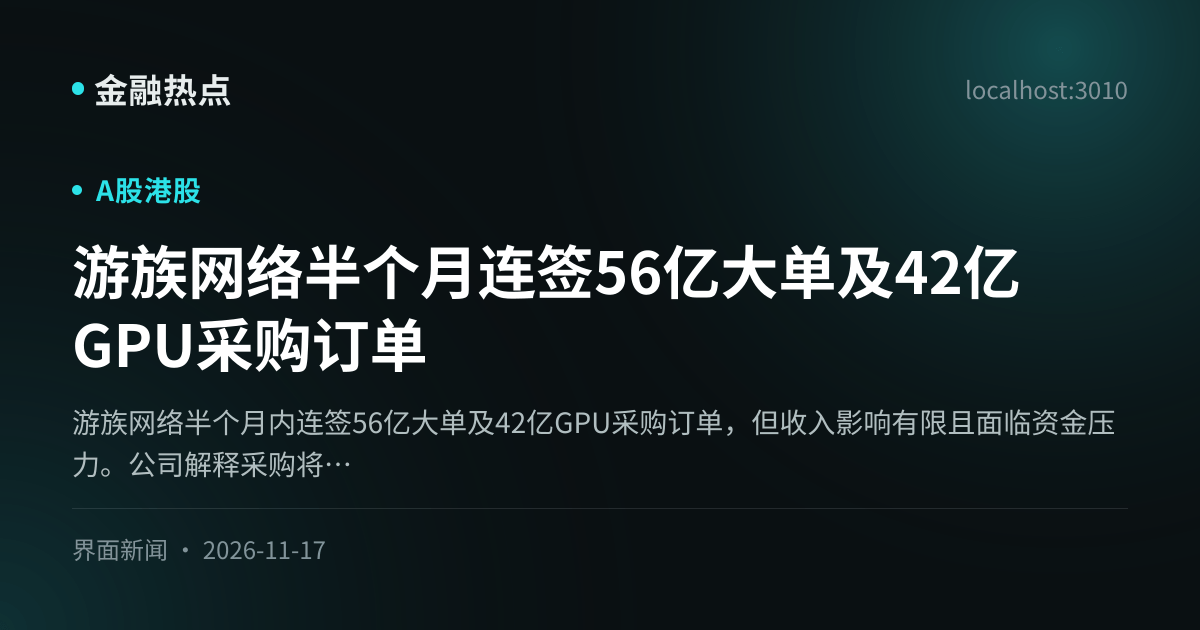 金融热点
localhost:3010
A股港股
游族网络半个月连签56亿大单及42亿
GPU采购订单
游族网络半个月内连签56亿大单及42亿GPU采购订单，但收入影响有限且面临资金压
力。公司解释采购将…
界面新闻 • 2026-11-17